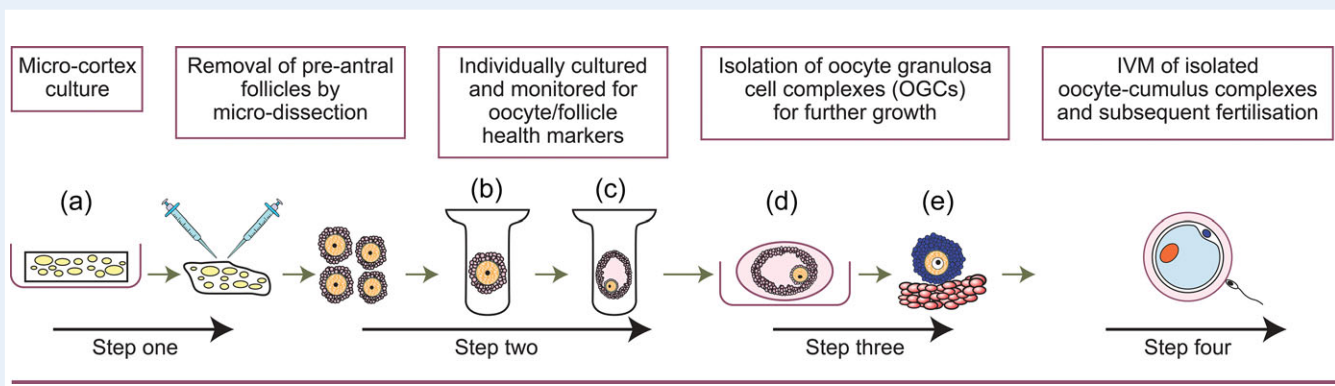 Micro-cortex
culture
Removal of pre-antral
follicles by
micro-dissection
Individually cultured
and monitored for
oocyte/follicle
health markers
Isolation of oocyte granulosa
cell complexes (OGCs)
for further growth
IVM of isolated
oocyte-cumulus complexes
and subsequent fertilisation
(a)
(b)
(c)
(d)
(e)
Step one
Step two
Step three
Step four